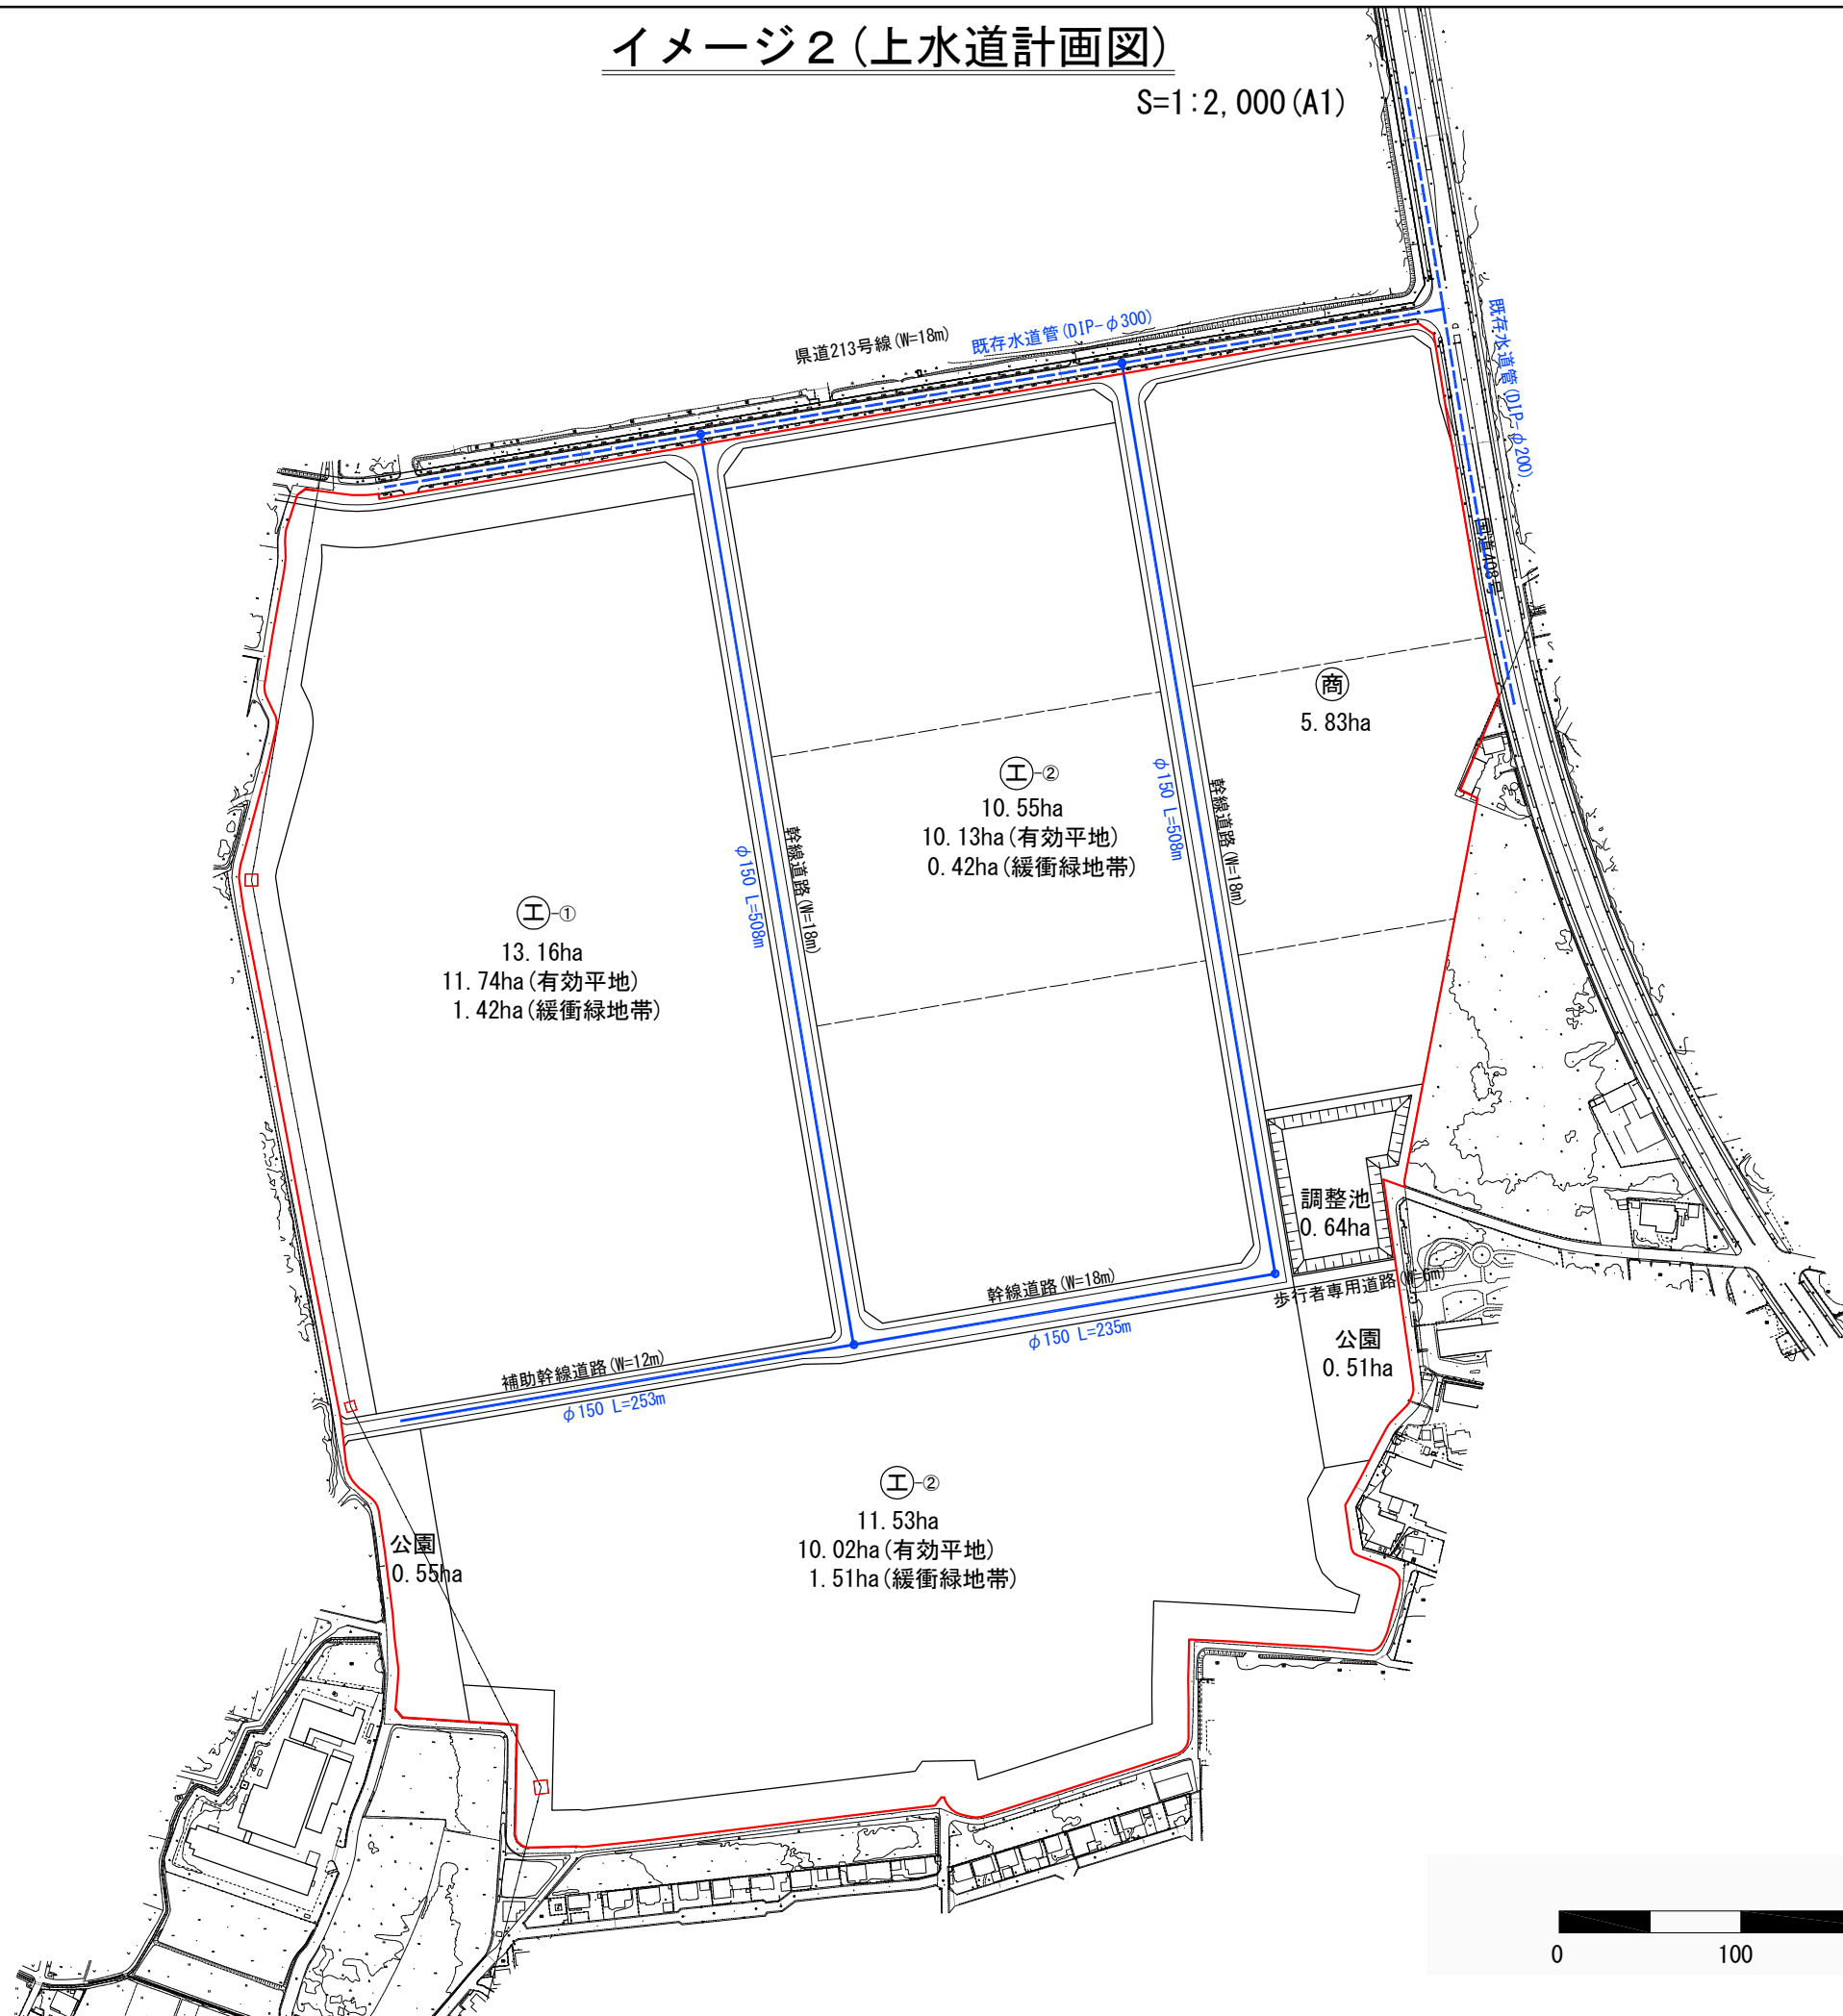 イメージ２(上水道計画図)
S=1:2,000(A1)
県道213号線(W=18m)
既存水道管(DIP-φ300)
既存水道管(DIP-φ200)
国道408号
商
5.83ha
工-②
10.55ha
10.13ha(有効平地)
0.42ha(緩衝緑地帯)
φ150 L=508m
幹線道路(W=18m)
幹線道路(W=18m)
φ150 L=508m
工-①
13.16ha
11.74ha(有効平地)
1.42ha(緩衝緑地帯)
調整池
0.64ha
幹線道路(W=18m)
歩行者専用道路(W=6m)
φ150 L=235m
公園
0.51ha
補助幹線道路(W=12m)
φ150 L=253m
工-②
11.53ha
10.02ha(有効平地)
1.51ha(緩衝緑地帯)
公園
0.55ha
0
100